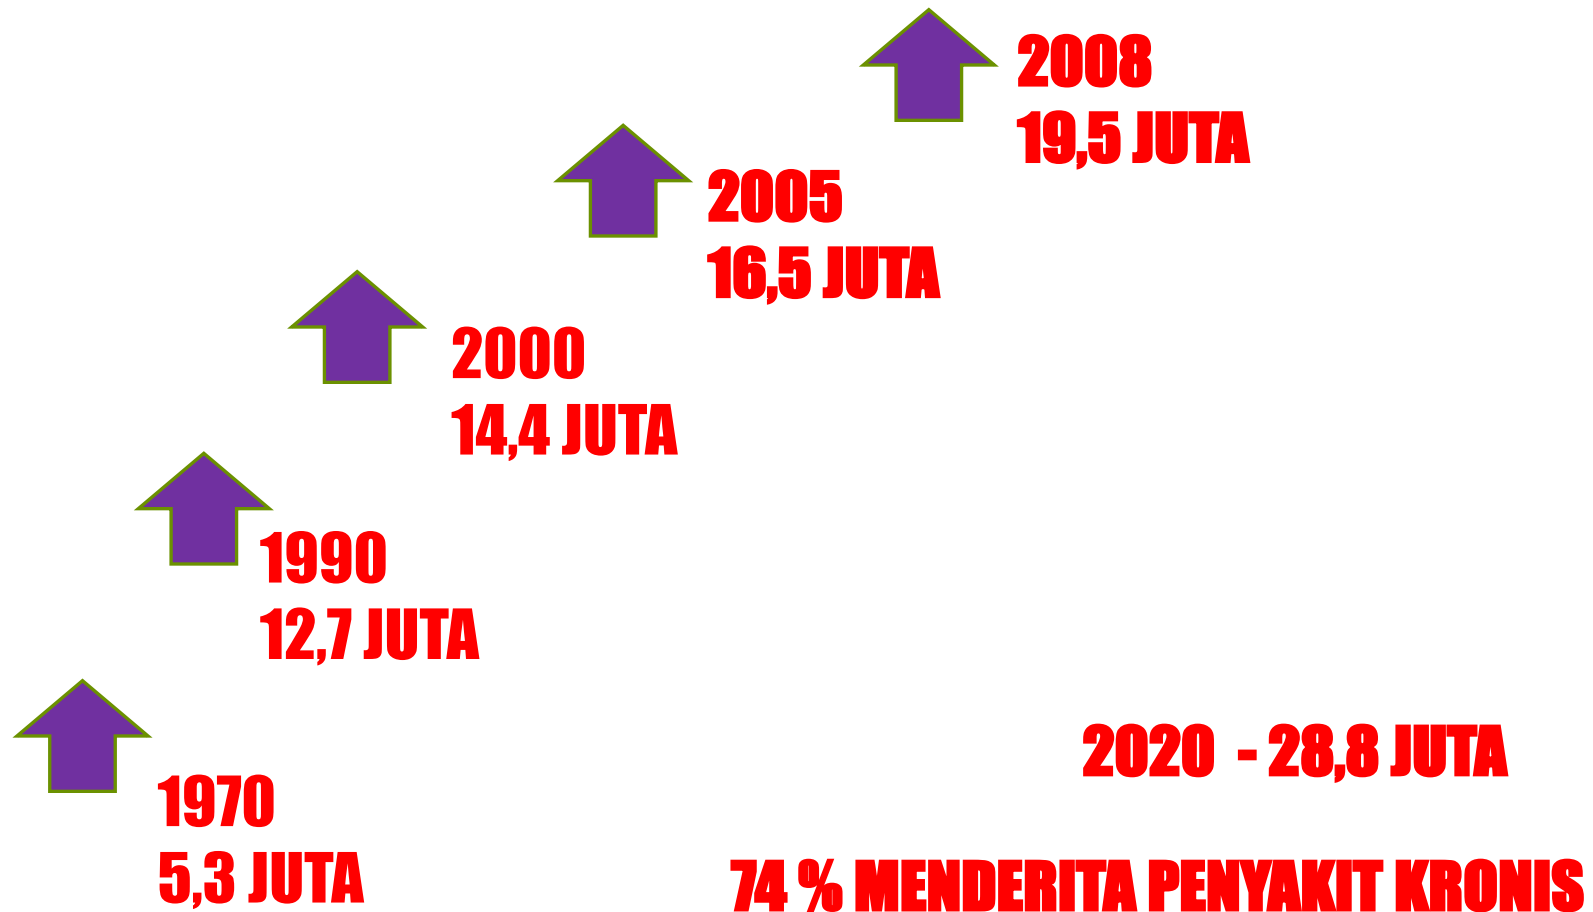 2008
19,5 JUTA
2005
16,5 JUTA
2000
14,4 JUTA
1990
12,7 JUTA
1970
5,3 JUTA
2020 - 28,8 JUTA
74 % MENDERITA PENYAKIT KRONIS